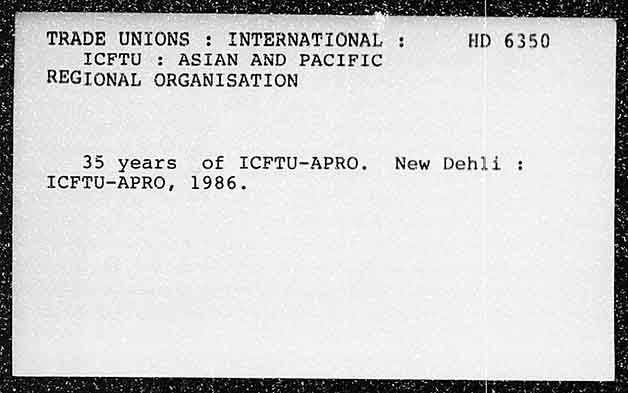 TRADE UNIONS : INTERNATIONAL : HD 6350
ICFTU : ASIAN AND PACIFIC
REGIONAL ORGANISATION
35 years of ICFTU-APRO. New Dehli :
ICFTU-APRO, 1986.